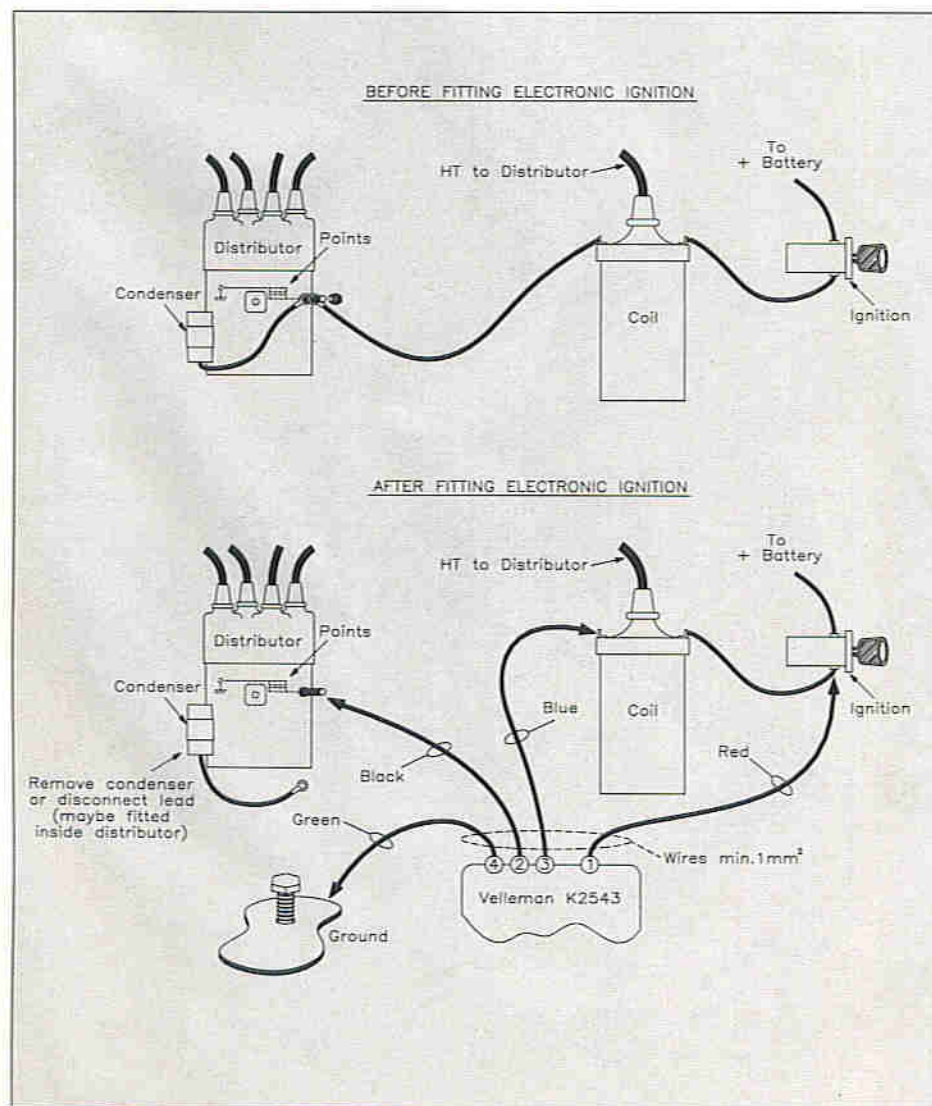 BEFORE FITTING ELECTRONIC IGNITION
To
+ Battery
HT to Distributor
Distributor
Points
Condenser
Coil
Ignition
AFTER FITTING ELECTRONIC IGNITION
To
+ Battery
HT to Distributor
Distributor
Points
Condenser
Coil
Ignition
Blue
Red
Black
Remove condenser
or disconnect lead
(maybe fitted
inside distributor)
Green
Wires min.1mm²
4 2 3 1
Velleman K2543
Ground